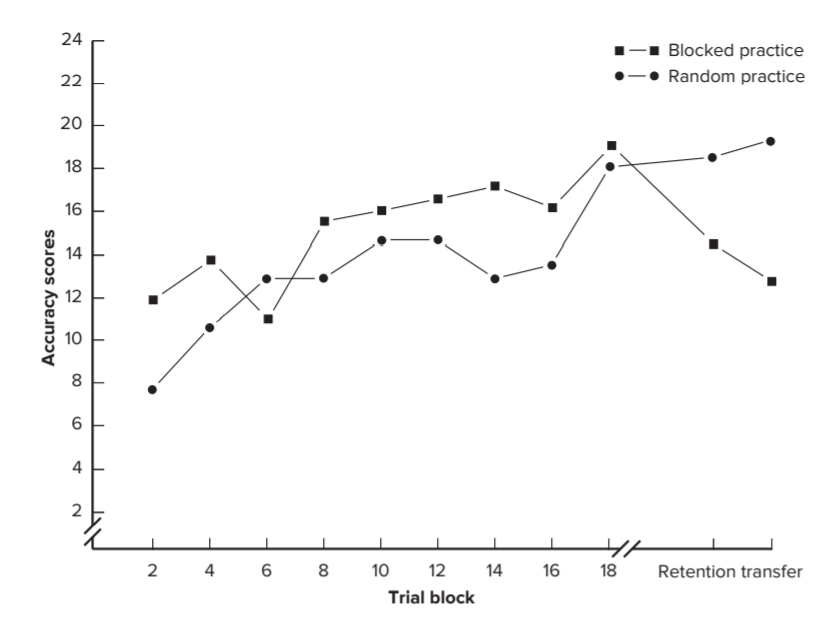 24
Blocked practice
22
Random practice
20
18
16
14
12
10
8
6
4
2
Accuracy scores
2 4 6 8 10 12 14 16 18 Retention transfer
Trial block